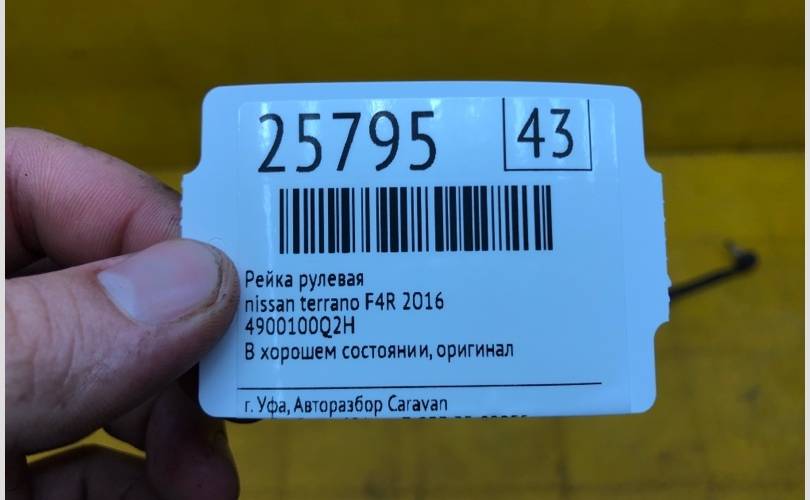 25795
43
Рейка рулевая
nissan terrano F4R 2016
4900100Q2H
В хорошем состоянии, оригинал
г. Уфа, Авторазбор Caravan